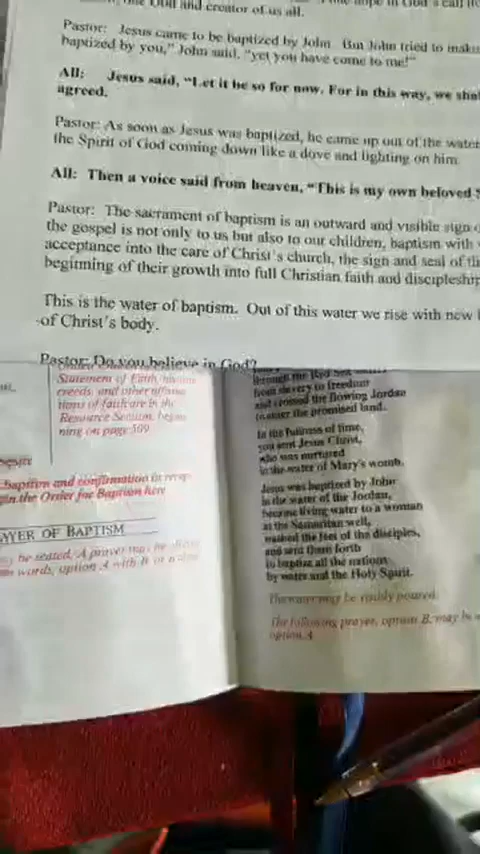 and creator of us all.
Pastor: Jesus came to be baptized by John. But John tried to make
baptized by you," John said, "yet you have come to me!"
All: Jesus said, "Let it be so for now. For in this way, we shal
agreed.
Pastor: As soon as Jesus was baptized, he came up out of the water
the Spirit of God coming down like a dove and lighting on him
All: Then a voice said from heaven, "This is my own beloved S
Pastor: The sacrament of baptism is an outward and visible sign o
the gospel is not only to us but also to our children, baptism with
acceptance into the care of Christ's church, the sign and seal of th
beginning of their growth into full Christian faith and discipleship
This is the water of baptism. Out of this water we rise with new l
of Christ's body.
Pastor: Do you believe in God?
Statement of Faith,
creeds, and other affirma-
tions of faith are in the
Resource Section, begin-
ning on page 509
baptism and confirmation
gin the Order for Baptism here
AYER OF BAPTISM
be seated. A prayer may be
words, option A with B
through the Red Sea
from slavery to freedom
and crossed the flowing Jordan
to enter the promised land.
In the fullness of time,
you sent Jesus Christ,
who was nurtured
in the water of Mary's womb.
Jesus was baptized by John
in the water of the Jordan,
became living water to a woman
at the Samaritan well,
washed the feet of the disciples,
and sent them forth
to baptize all the nations
by water and the Holy Spirit.
The water may be visibly poured.
The following prayer, option B, may be
option A